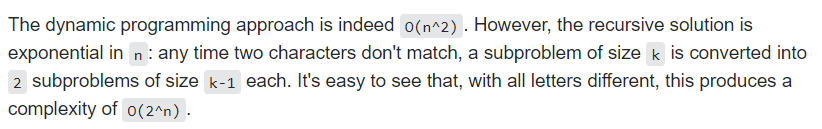 The dynamic programming approach is indeed O(n^2). However, the recursive solution is
exponential in n: any time two characters don't match, a subproblem of size k is converted into
2 subproblems of size k-1 each. It's easy to see that, with all letters different, this produces a
complexity of O(2^n).